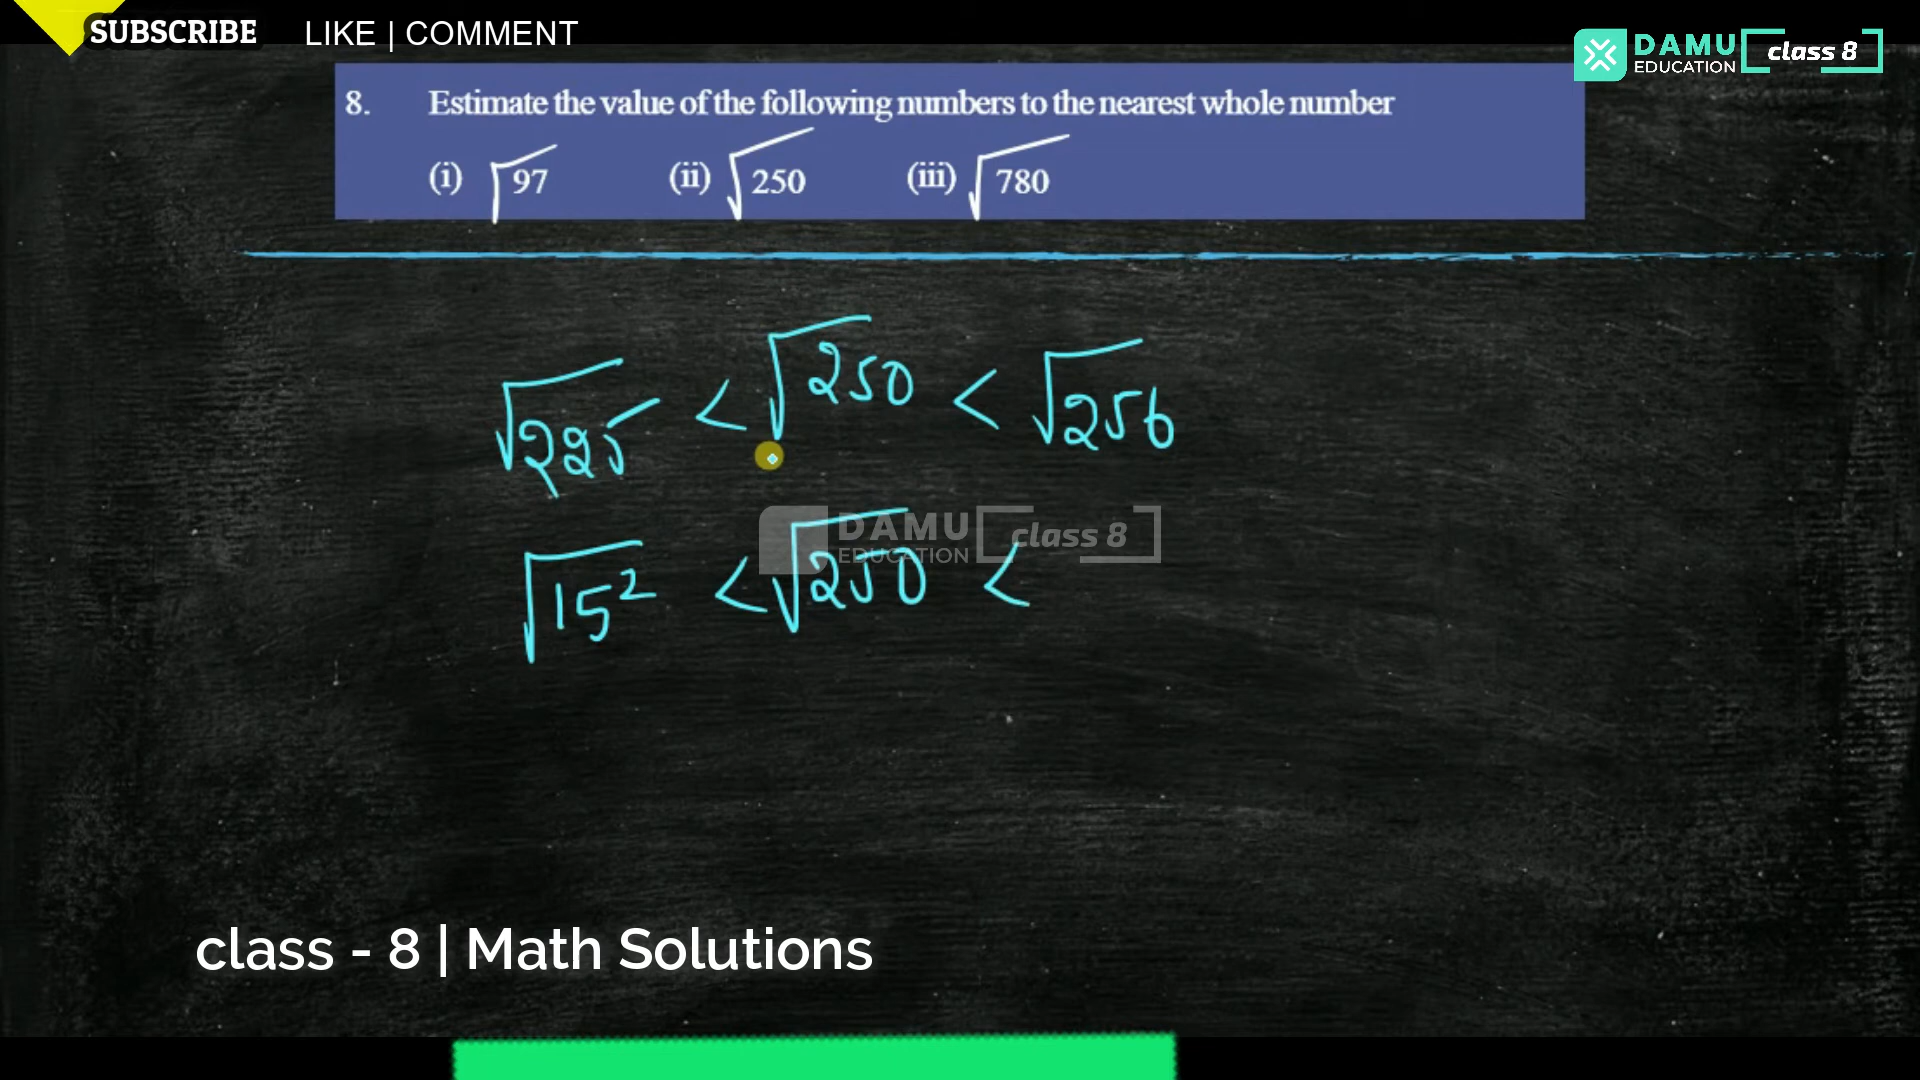 SUBSCRIBE LIKE | COMMENT
DAMU EDUCATION class 8
8. Estimate the value of the following numbers to the nearest whole number
(i) √97 (ii) √250 (iii) √780
√225 < √250 < √256
DAMU EDUCATION class 8
√15² < √250 <
class - 8 | Math Solutions